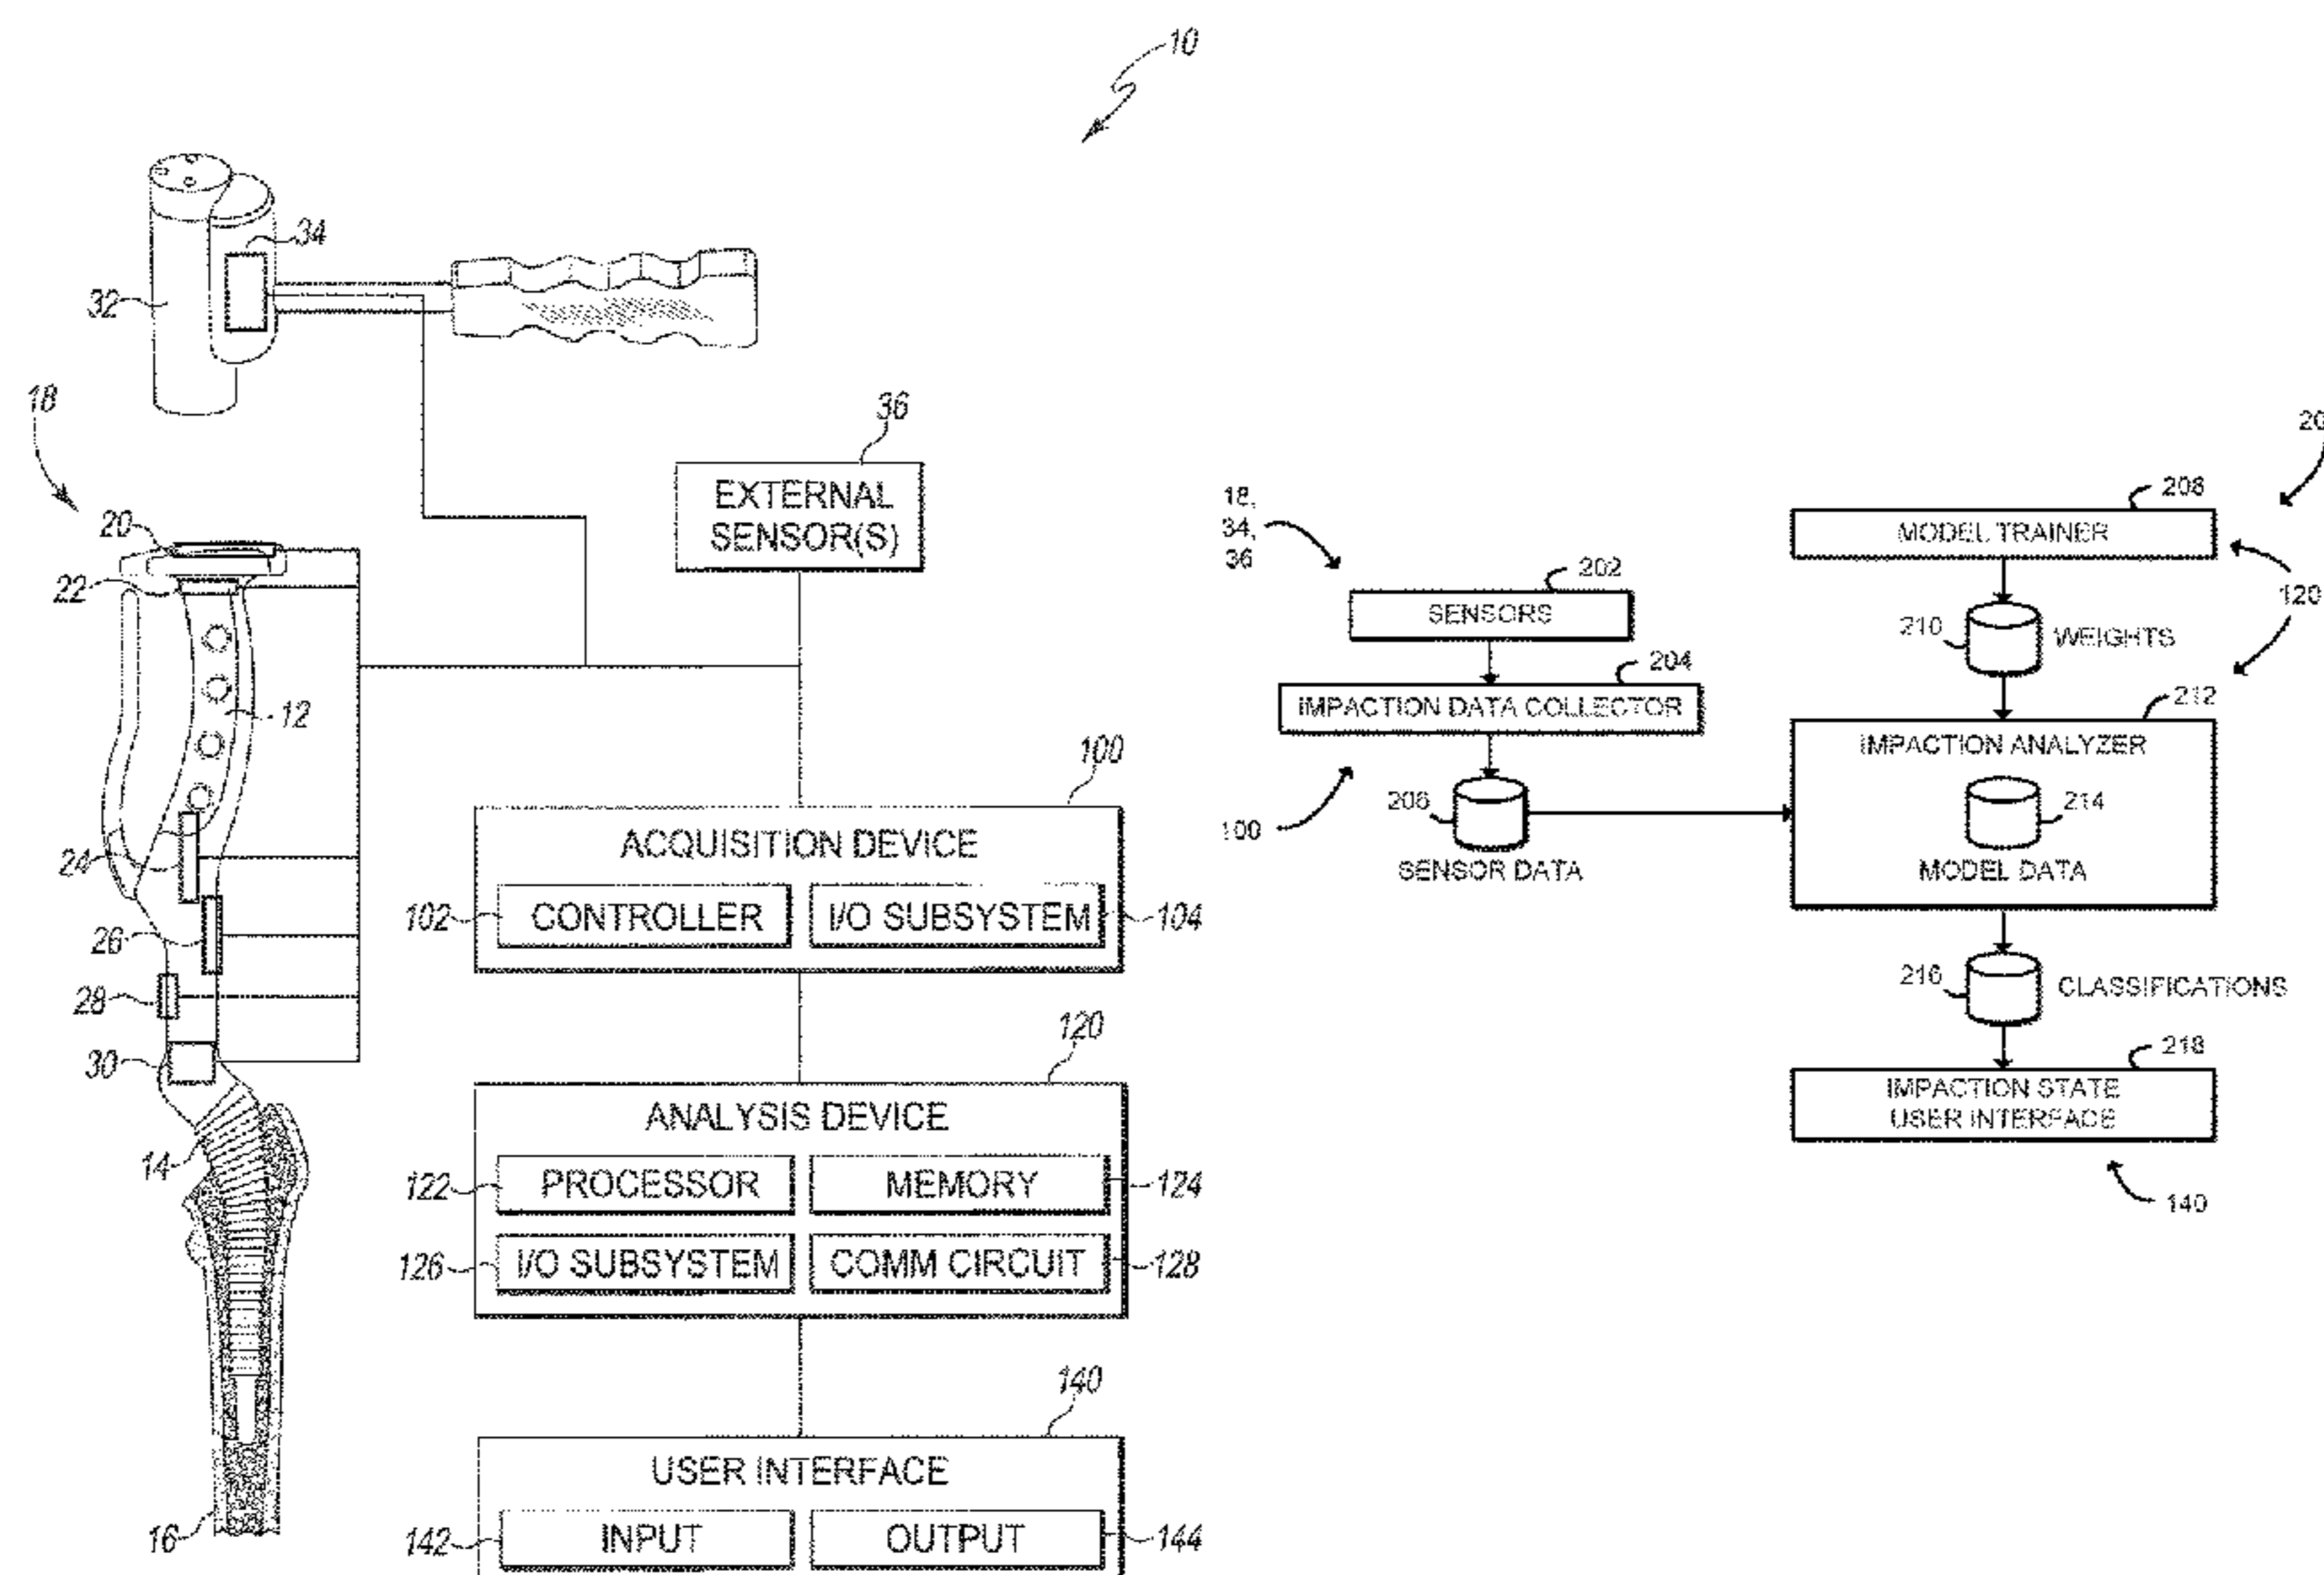 10
34
32
18
36
EXTERNAL
SENSOR(S)
20
22
12
24
26
28
30
14
16
100
ACQUISITION DEVICE
102
CONTROLLER
I/O SUBSYSTEM
104
120
ANALYSIS DEVICE
122
PROCESSOR
MEMORY
124
126
I/O SUBSYSTEM
COMM CIRCUIT
128
140
USER INTERFACE
142
INPUT
OUTPUT
144
18,
34,
36
202
SENSORS
204
IMPACTION DATA COLLECTOR
100
206
SENSOR DATA
208
MODEL TRAINER
120
210
WEIGHTS
212
IMPACTION ANALYZER
214
MODEL DATA
216
CLASSIFICATIONS
218
IMPACTION STATE
USER INTERFACE
140